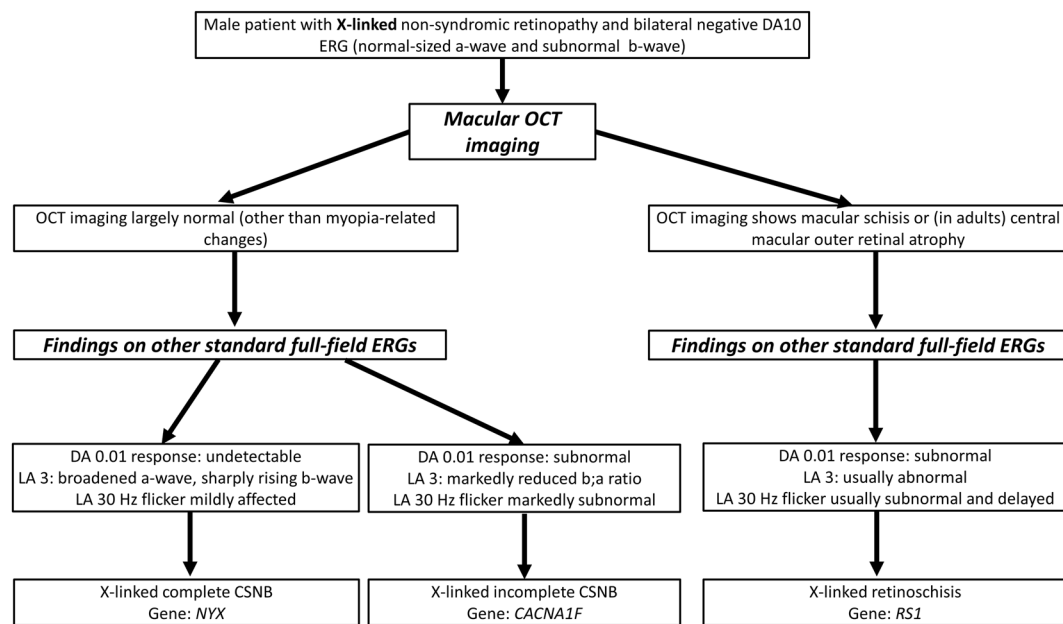 Male patient with X-linked non-syndromic retinopathy and bilateral negative DA10
ERG (normal-sized a-wave and subnormal b-wave)
Macular OCT
imaging
OCT imaging largely normal (other than myopia-related
changes)
OCT imaging shows macular schisis or (in adults) central
macular outer retinal atrophy
Findings on other standard full-field ERGs
Findings on other standard full-field ERGs
DA 0.01 response: undetectable
LA 3: broadened a-wave, sharply rising b-wave
LA 30 Hz flicker mildly affected
DA 0.01 response: subnormal
LA 3: markedly reduced b;a ratio
LA 30 Hz flicker markedly subnormal
DA 0.01 response: subnormal
LA 3: usually abnormal
LA 30 Hz flicker usually subnormal and delayed
X-linked complete CSNB
Gene: NYX
X-linked incomplete CSNB
Gene: CACNA1F
X-linked retinoschisis
Gene: RS1